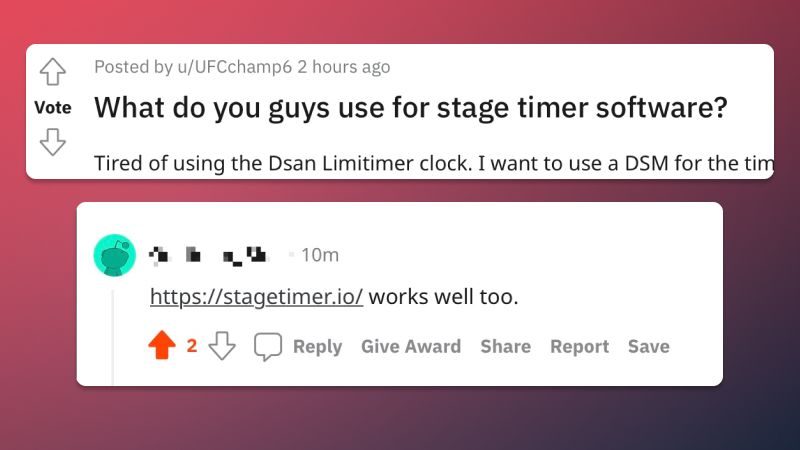 Posted by u/UFCchamp6 2 hours ago
Vote
What do you guys use for stage timer software?
Tired of using the Dsan Limitimer clock. I want to use a DSM for the tim
10m
https://stagetimer.io/ works well too.
2 Reply Give Award Share Report Save